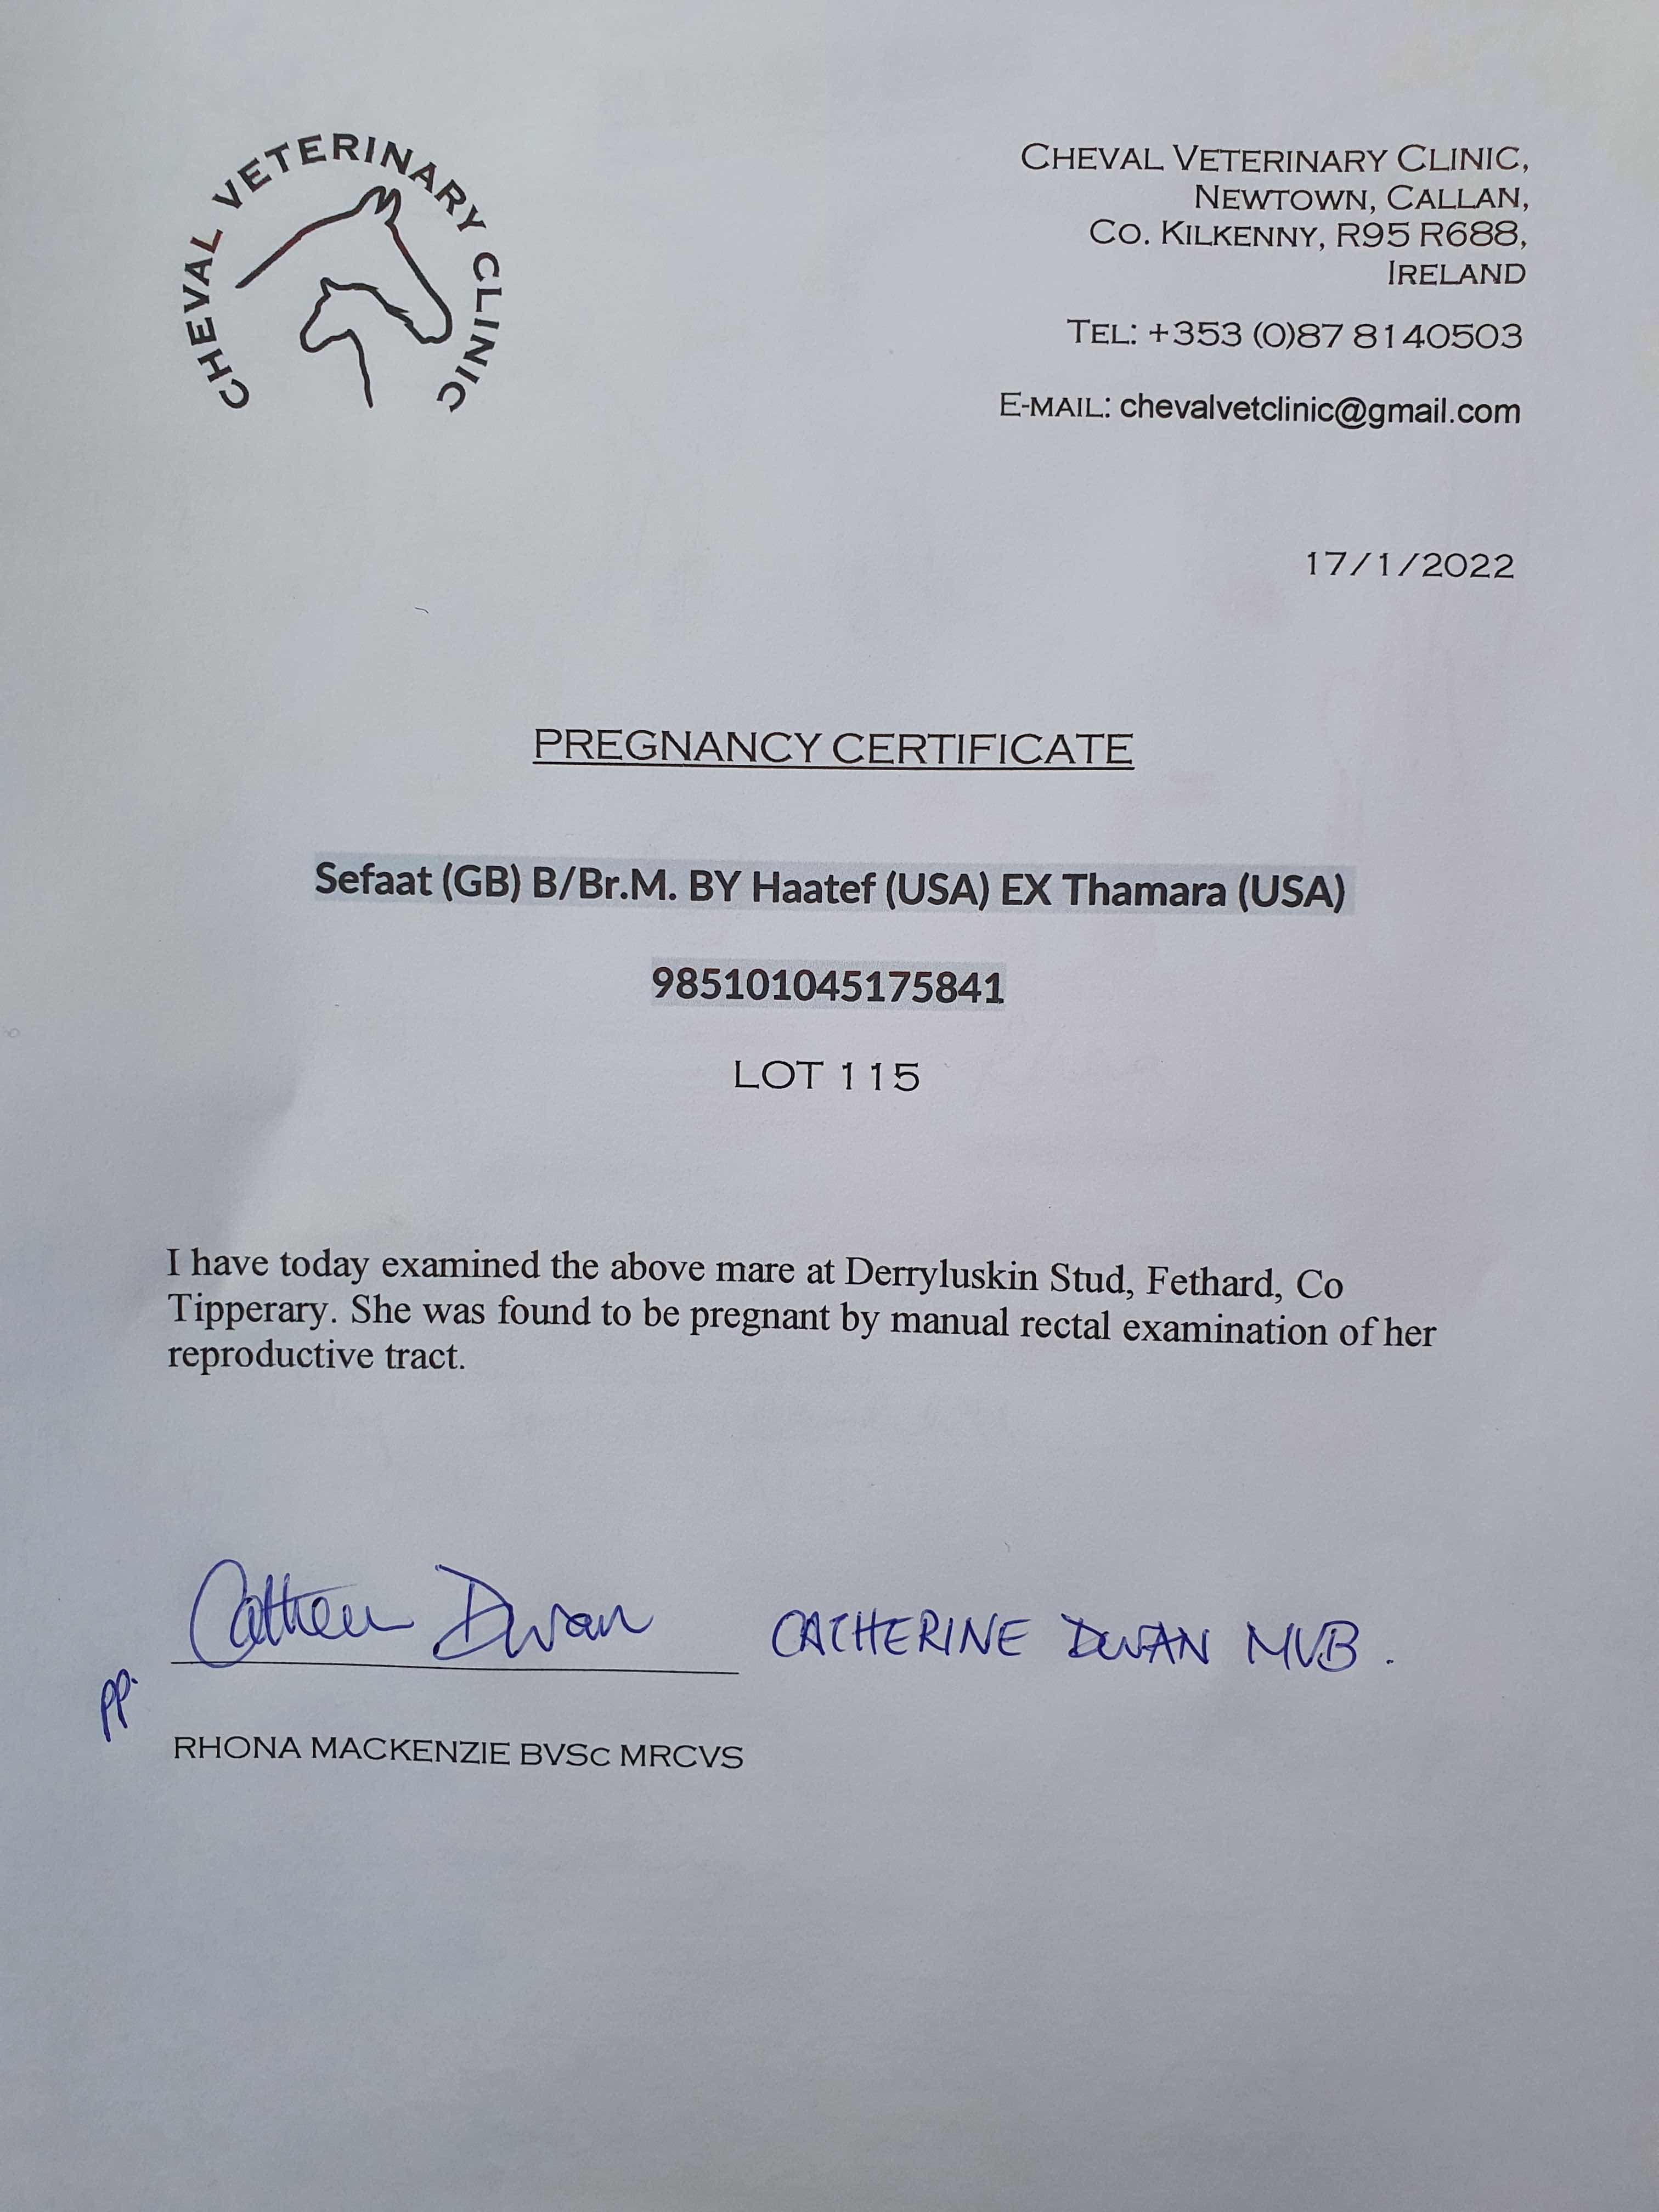 CHEVAL VETERINARY CLINIC
CHEVAL VETERINARY CLINIC,
NEWTOWN, CALLAN,
CO. KILKENNY, R95 R688,
IRELAND
TEL: +353 (0)87 8140503
E-MAIL: chevalvetclinic@gmail.com
17/1/2022
PREGNANCY CERTIFICATE
Sefaat (GB) B/Br.M. BY Haatef (USA) EX Thamara (USA)
985101045175841
LOT 115
I have today examined the above mare at Derryluskin Stud, Fethard, Co
Tipperary. She was found to be pregnant by manual rectal examination of her
reproductive tract.
Catherine Dwan CATHERINE DWAN MVB.
pp.
RHONA MACKENZIE BVSc MRCVS